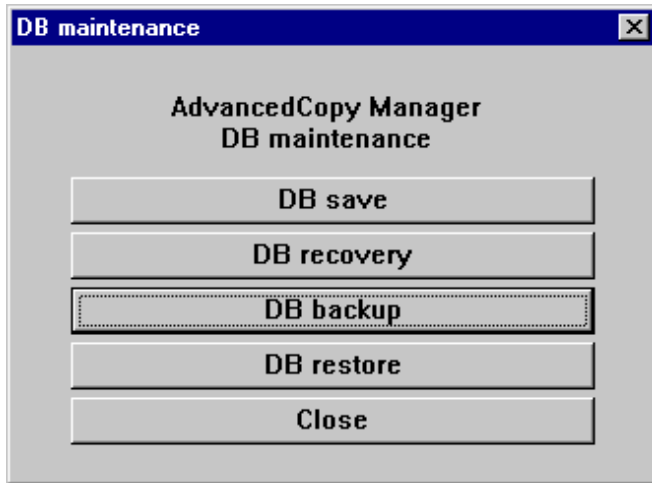 DB maintenance
AdvancedCopy Manager
DB maintenance
DB save
DB recovery
DB backup
DB restore
Close